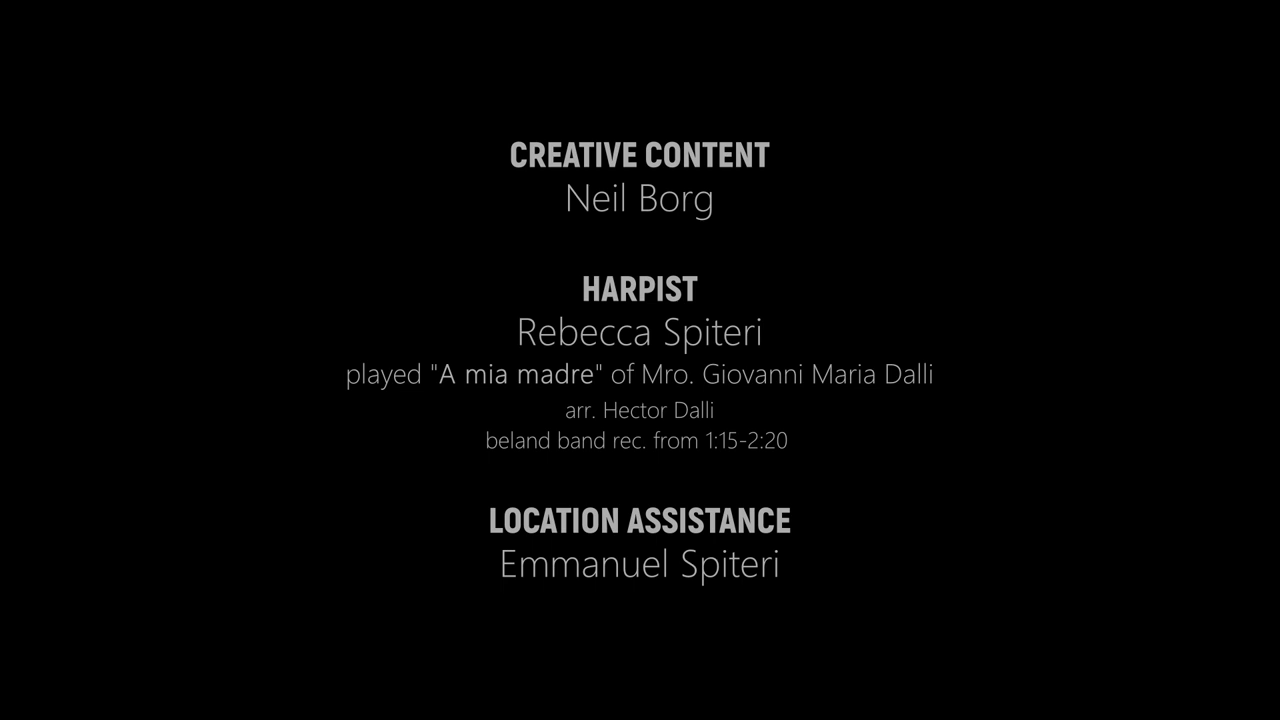 CREATIVE CONTENT
Neil Borg
HARPIST
Rebecca Spiteri
played "A mia madre" of Mro. Giovanni Maria Dalli
arr. Hector Dalli
beland band rec. from 1:15-2:20
LOCATION ASSISTANCE
Emmanuel Spiteri